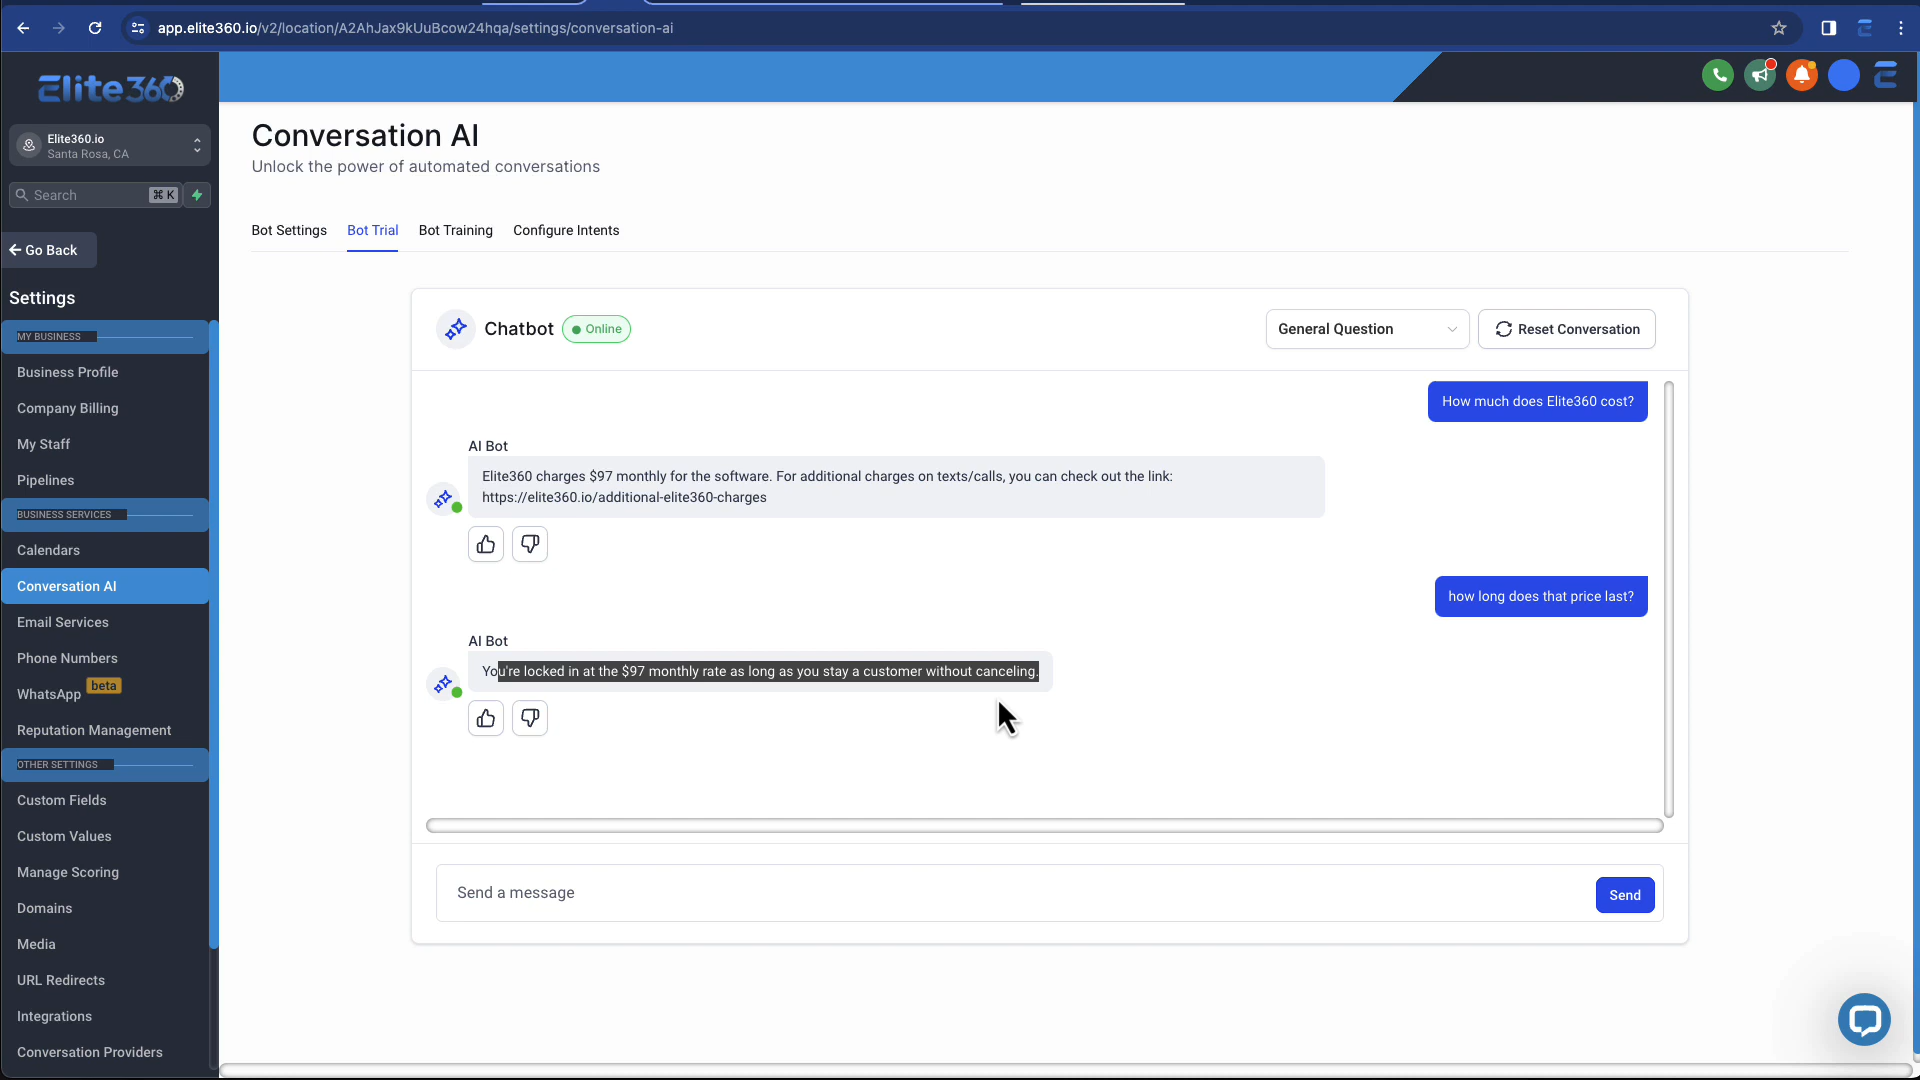 app.elite360.io/v2/location/A2AhJax9kUuBcow24hqa/settings/conversation-ai
Elite360
Elite360.io
Santa Rosa, CA
Search
⌘ K
Go Back
Settings
MY BUSINESS
Business Profile
Company Billing
My Staff
Pipelines
BUSINESS SERVICES
Calendars
Conversation AI
Email Services
Phone Numbers
WhatsApp beta
Reputation Management
OTHER SETTINGS
Custom Fields
Custom Values
Manage Scoring
Domains
Media
URL Redirects
Integrations
Conversation Providers
Conversation AI
Unlock the power of automated conversations
Bot Settings
Bot Trial
Bot Training
Configure Intents
Chatbot
Online
General Question
Reset Conversation
How much does Elite360 cost?
AI Bot
Elite360 charges $97 monthly for the software. For additional charges on texts/calls, you can check out the link:
https://elite360.io/additional-elite360-charges
how long does that price last?
AI Bot
You're locked in at the $97 monthly rate as long as you stay a customer without canceling.
Send a message
Send